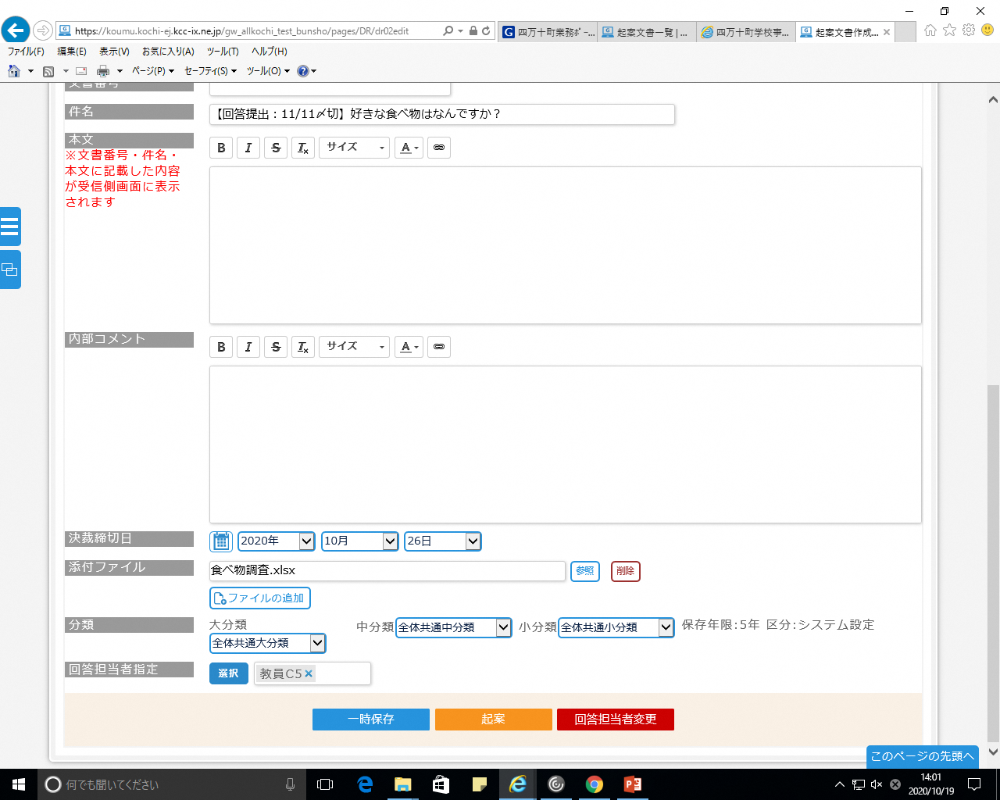 https://koumu.kochi-ej.kcc-ix.ne.jp/gw_allkochi_test_bunsho/pages/DR/dr02edit
四万十町業務ﾎﾟｰ...
起案文書一覧 | ...
四万十町学校事...
起案文書作成...
ファイル(F) 編集(E) 表示(V) お気に入り(A) ツール(T) ヘルプ(H)
ページ(P) セーフティ(S) ツール(O)
文書番号
件名
【回答提出：11/11〆切】好きな食べ物はなんですか？
本文
B I S Tx サイズ A
※文書番号・件名・
本文に記載した内容
が受信側画面に表示
されます
内部コメント
B I S Tx サイズ A
決裁締切日
2020年 10月 26日
添付ファイル
食べ物調査.xlsx 参照 削除
ファイルの追加
分類
大分類 中分類 全体共通中分類 小分類 全体共通小分類 保存年限:5年 区分:システム設定
全体共通大分類
回答担当者指定
選択 教員C5×
一時保存 起案 回答担当者変更
このページの先頭へ
何でも聞いてください
14:01
2020/10/19